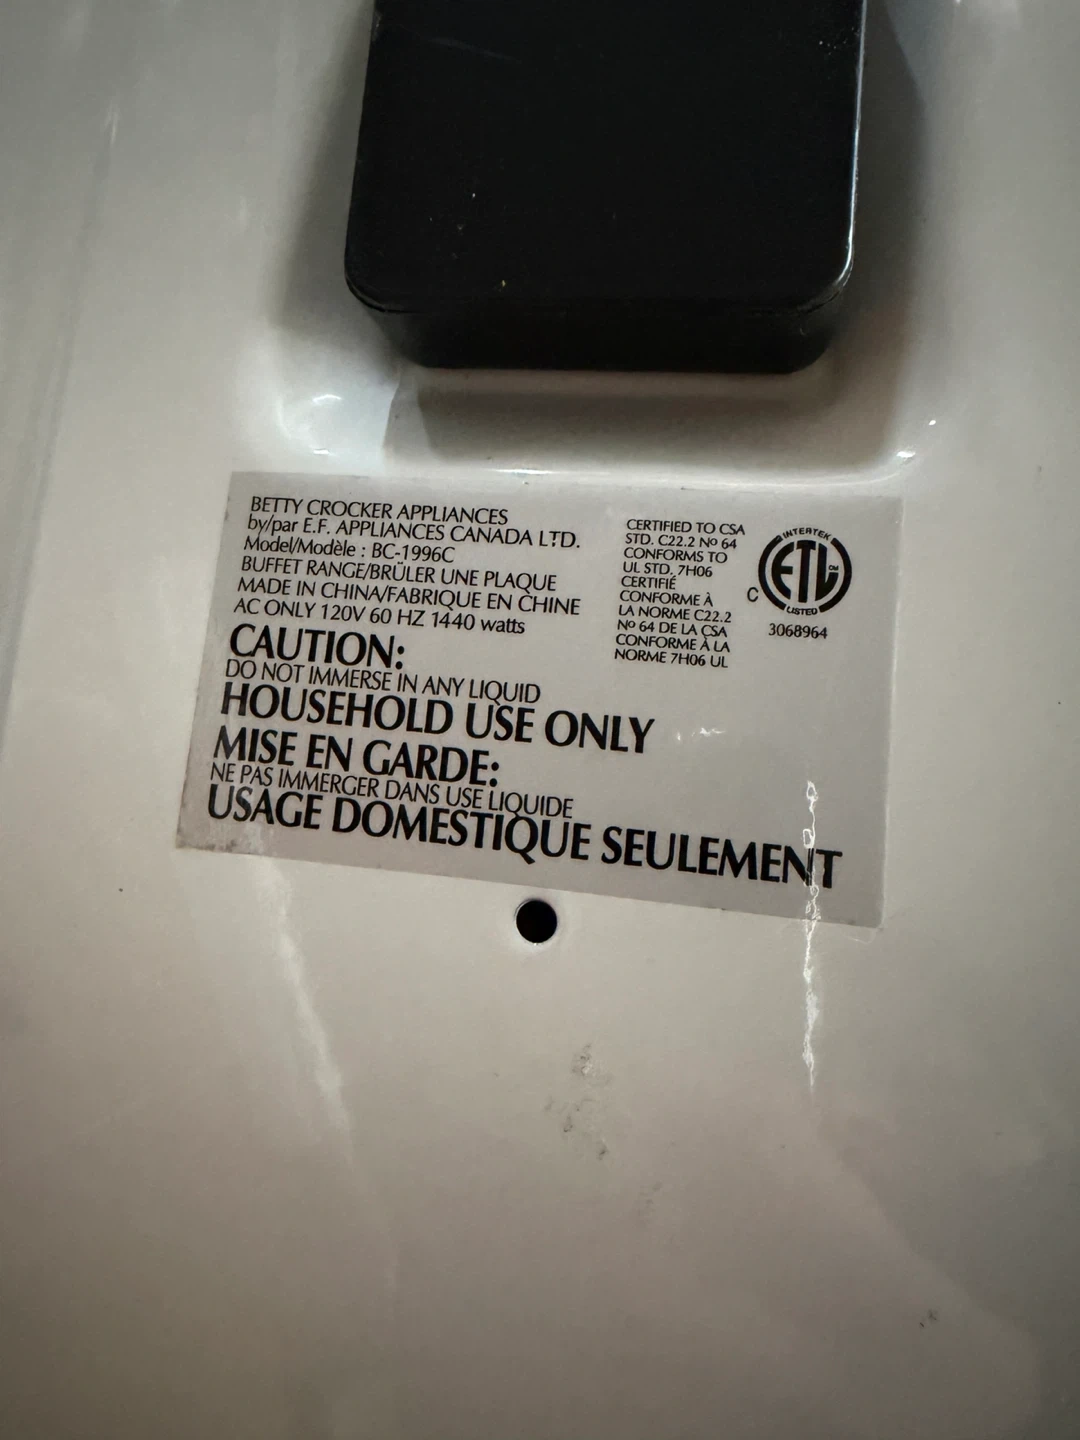 BETTY CROCKER APPLIANCES
by/par E.F. APPLIANCES CANADA LTD.
Model/Modèle : BC-1996C
BUFFET RANGE/BRÛLER UNE PLAQUE
MADE IN CHINA/FABRIQUE EN CHINE
AC ONLY 120V 60 HZ 1440 watts
CAUTION:
DO NOT IMMERSE IN ANY LIQUID
HOUSEHOLD USE ONLY
MISE EN GARDE:
NE PAS IMMERGER DANS USE LIQUIDE
USAGE DOMESTIQUE SEULEMENT
CERTIFIED TO CSA
STD. C22.2 Nº 64
CONFORMS TO
UL STD. 7H06
CERTIFIÉ
CONFORME À
LA NORME C22.2
Nº 64 DE LA CSA
CONFORME À LA
NORME 7H06 UL
INTERTEK
ETL
CM
C
LISTED
3068964